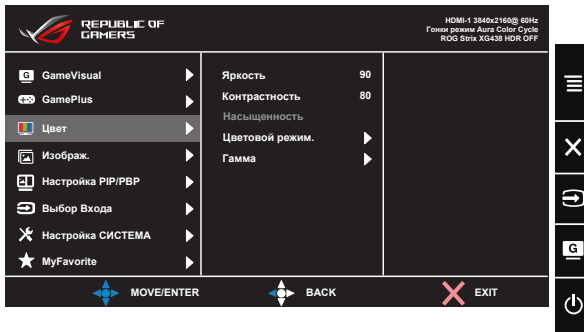 REPUBLIC OF
GAMERS
HDMI-1 3840x2160@ 60Hz
Гонки режим Aura Color Cycle
ROG Strix XG438 HDR OFF
G GameVisual
GamePlus
Цвет
Изображ.
Настройка PIP/PBP
Выбор Входа
Настройка СИСТЕМА
MyFavorite
Яркость 90
Контрастность 80
Насыщенность
Цветовой режим.
Гамма
G
MOVE/ENTER BACK EXIT